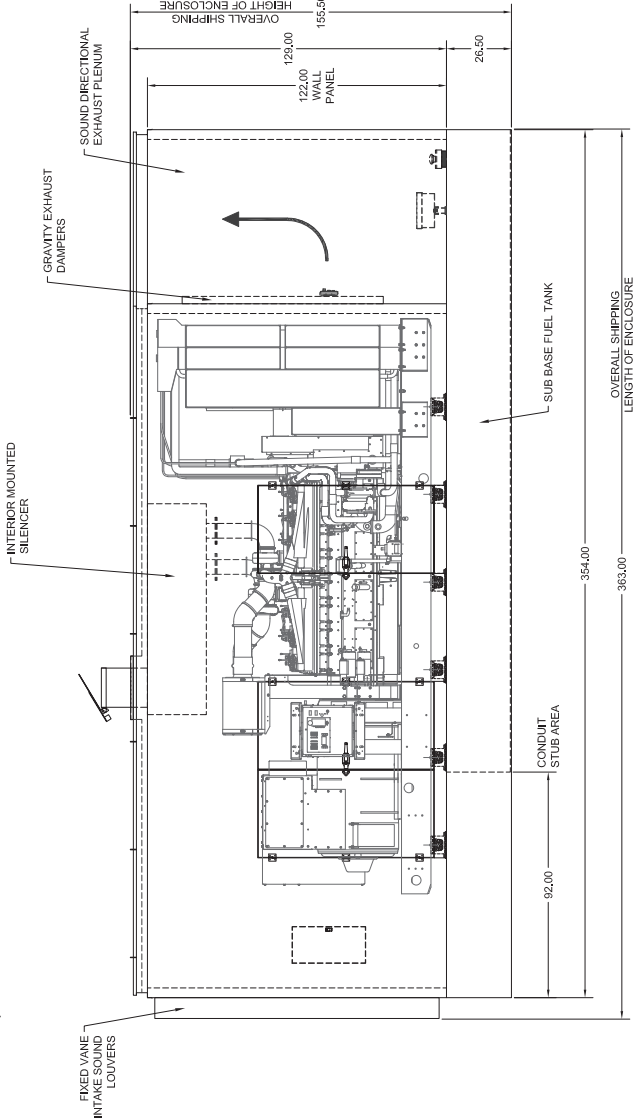 OVERALL SHIPPING
HEIGHT OF ENCLOSURE
155.50
129.00
26.50
122.00
WALL
PANEL
SOUND DIRECTIONAL
EXHAUST PLENUM
GRAVITY EXHAUST
DAMPERS
INTERIOR MOUNTED
SILENCER
FIXED VANE
INTAKE SOUND
LOUVERS
SUB BASE FUEL TANK
CONDUIT
STUB AREA
92.00
354.00
OVERALL SHIPPING
LENGTH OF ENCLOSURE
363.00